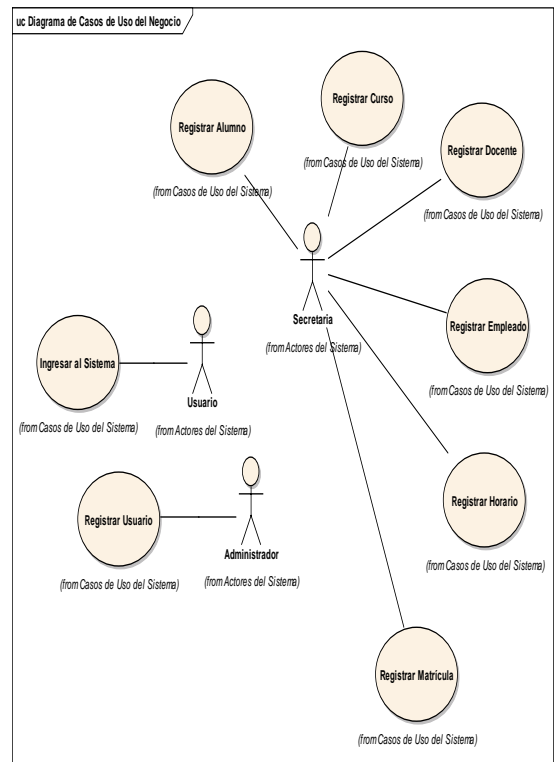 uc Diagrama de Casos de Uso del Negocio
Registrar Curso
(from Casos de Uso del Sistema)
Registrar Alumno
(from Casos de Uso del Sistema)
Registrar Docente
(from Casos de Uso del Sistema)
Secretaria
(from Actores del Sistema)
Registrar Empleado
(from Casos de Uso del Sistema)
Ingresar al Sistema
(from Casos de Uso del Sistema)
Usuario
(from Actores del Sistema)
Registrar Horario
(from Casos de Uso del Sistema)
Registrar Usuario
(from Casos de Uso del Sistema)
Administrador
(from Actores del Sistema)
Registrar Matrícula
(from Casos de Uso del Sistema)